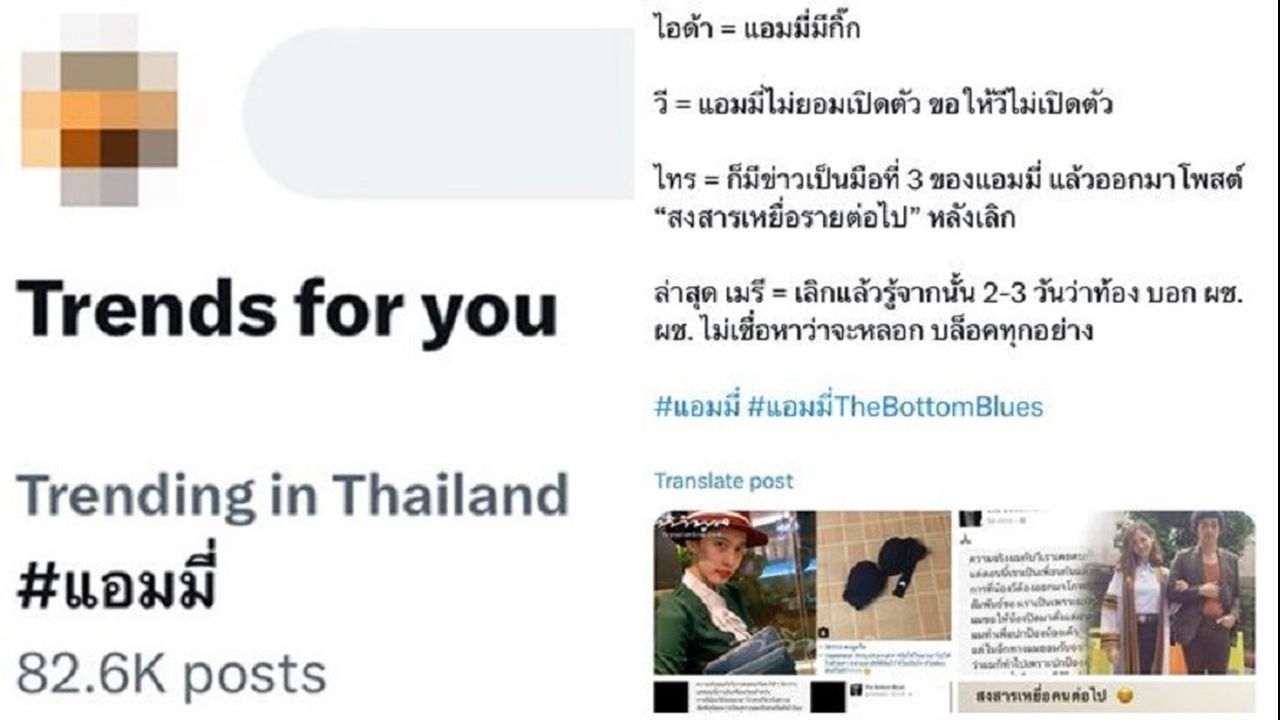 Trends for you
Trending in Thailand
#แอมมี่
82.6K posts
ไอด้า = แอมมี่มีกิ๊ก
วี = แอมมี่ไม่ยอมเปิดตัว ขอให้วีไม่เปิดตัว
ไทร = ก็มีข่าวเป็นมือที่ 3 ของแอมมี่ แล้วออกมาโพสต์
“สงสารเหยื่อรายต่อไป” หลังเลิก
ล่าสุด เมรี = เลิกแล้วรู้จากนั้น 2-3 วันว่าท้อง บอก ผช.
ผช. ไม่เชื่อหาว่าจะหลอก บล็อคทุกอย่าง
#แอมมี่ #แอมมี่TheBottomBlues
Translate post
The Bottom Blues
สงสารเหยื่อคนต่อไป